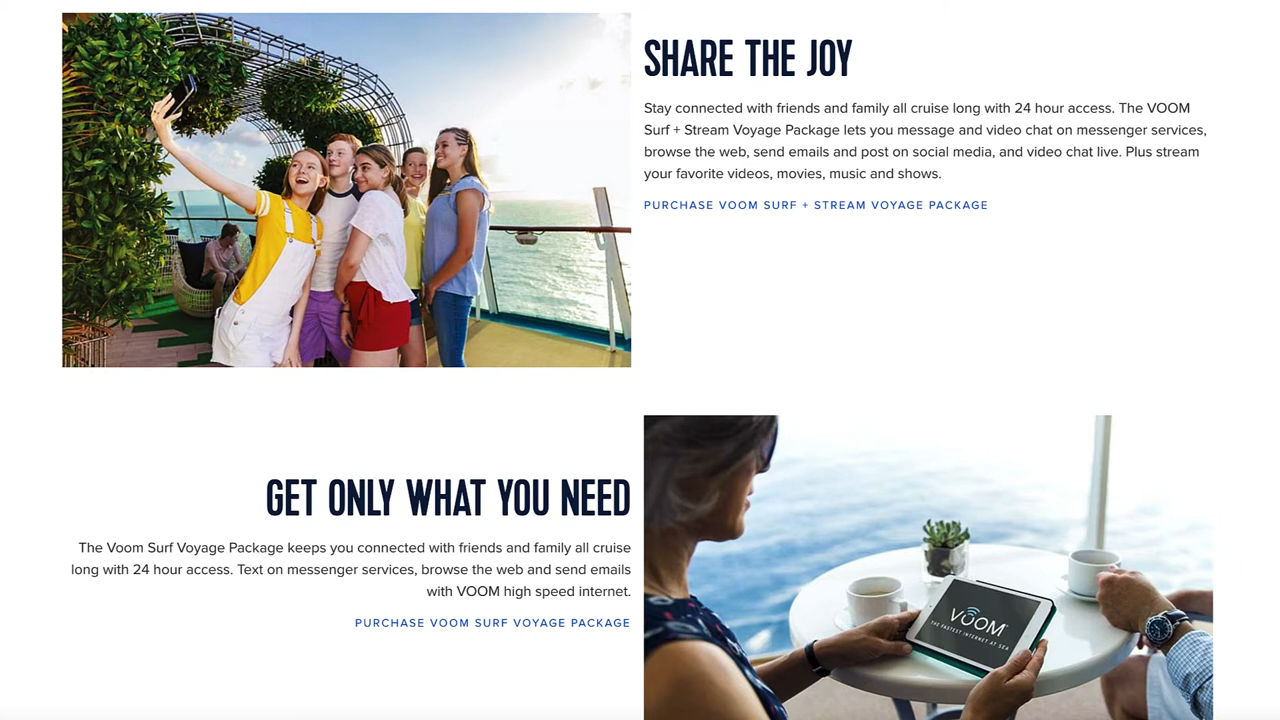 SHARE THE JOY
Stay connected with friends and family all cruise long with 24 hour access. The VOOM
Surf + Stream Voyage Package lets you message and video chat on messenger services,
browse the web, send emails and post on social media, and video chat live. Plus stream
your favorite videos, movies, music and shows.
PURCHASE VOOM SURF + STREAM VOYAGE PACKAGE
GET ONLY WHAT YOU NEED
The Voom Surf Voyage Package keeps you connected with friends and family all cruise
long with 24 hour access. Text on messenger services, browse the web and send emails
with VOOM high speed internet.
PURCHASE VOOM SURF VOYAGE PACKAGE
VOOM
THE FASTEST INTERNET AT SEA